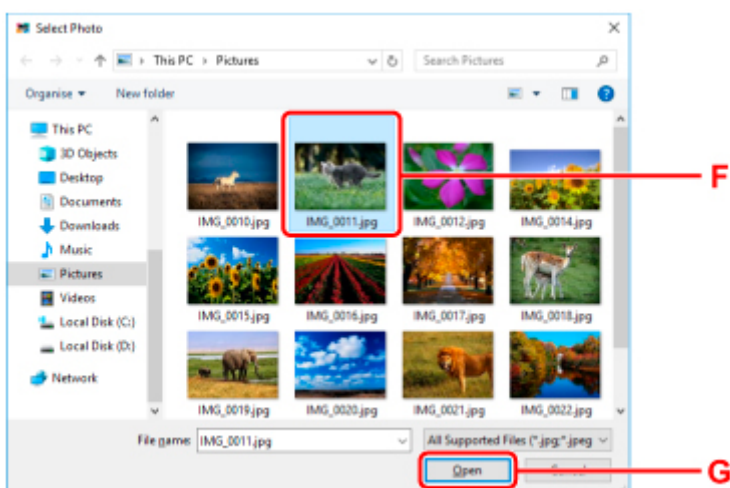 Select Photo
This PC > Pictures
Search Pictures
Organise
New folder
This PC
3D Objects
Desktop
Documents
Downloads
Music
Pictures
Videos
Local Disk (C:)
Local Disk (D:)
Network
IMG_0010.jpg IMG_0011.jpg IMG_0012.jpg IMG_0014.jpg
F
IMG_0015.jpg IMG_0016.jpg IMG_0017.jpg IMG_0018.jpg
IMG_0019.jpg IMG_0020.jpg IMG_0021.jpg IMG_0022.jpg
File name: IMG_0011.jpg
All Supported Files (*.jpg;*.jpeg
Open
G